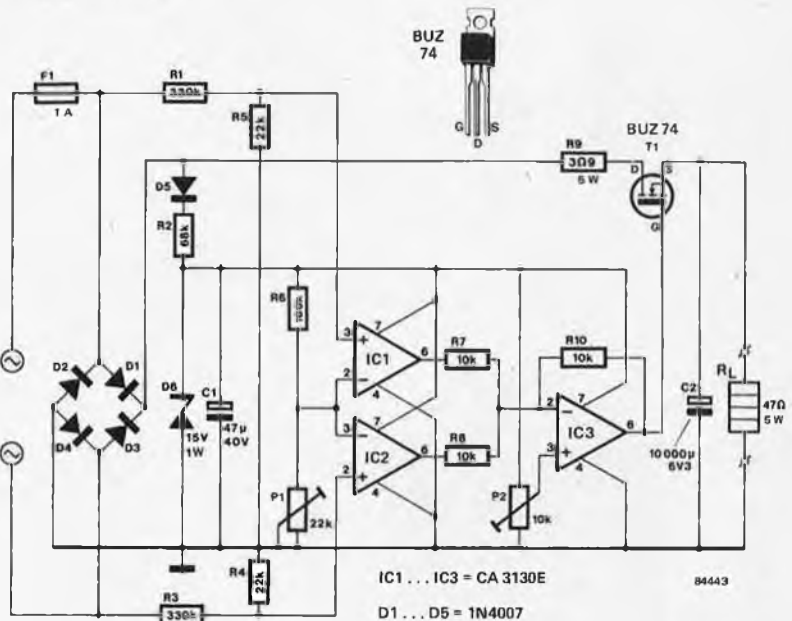 BUZ
74
G
D
S
F1
1 A
R1
330k
R5
22k
R9
3Ω9
5 W
BUZ 74
T1
D
S
G
D5
R2
68k
R6
100k
3
7
+
IC1
6
2
−
4
R7
10k
R10
10k
D2
D1
D4
D3
D6
15V
1W
C1
47µ
40V
3
−
7
IC2
6
2
+
4
R8
10k
2
−
7
IC3
6
3
+
4
C2
10 000µ
6V3
RL
47Ω
5 W
P1
22k
P2
10k
R4
22k
R3
330k
IC1 . . . IC3 = CA 3130E
84443
D1 . . . D5 = 1N4007